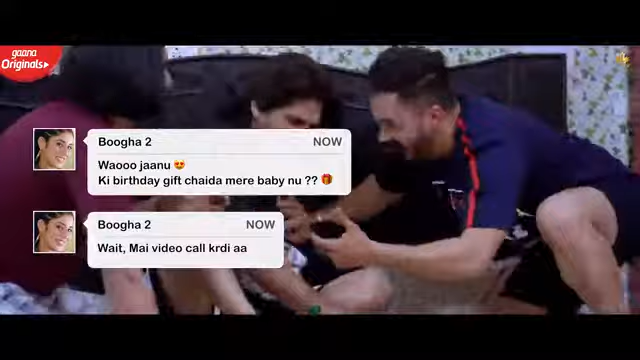 gaana
Originals
Boogha 2 NOW
Waooo jaanu 😍
Ki birthday gift chaida mere baby nu ?? 🎁
Boogha 2 NOW
Wait, Mai video call krdi aa